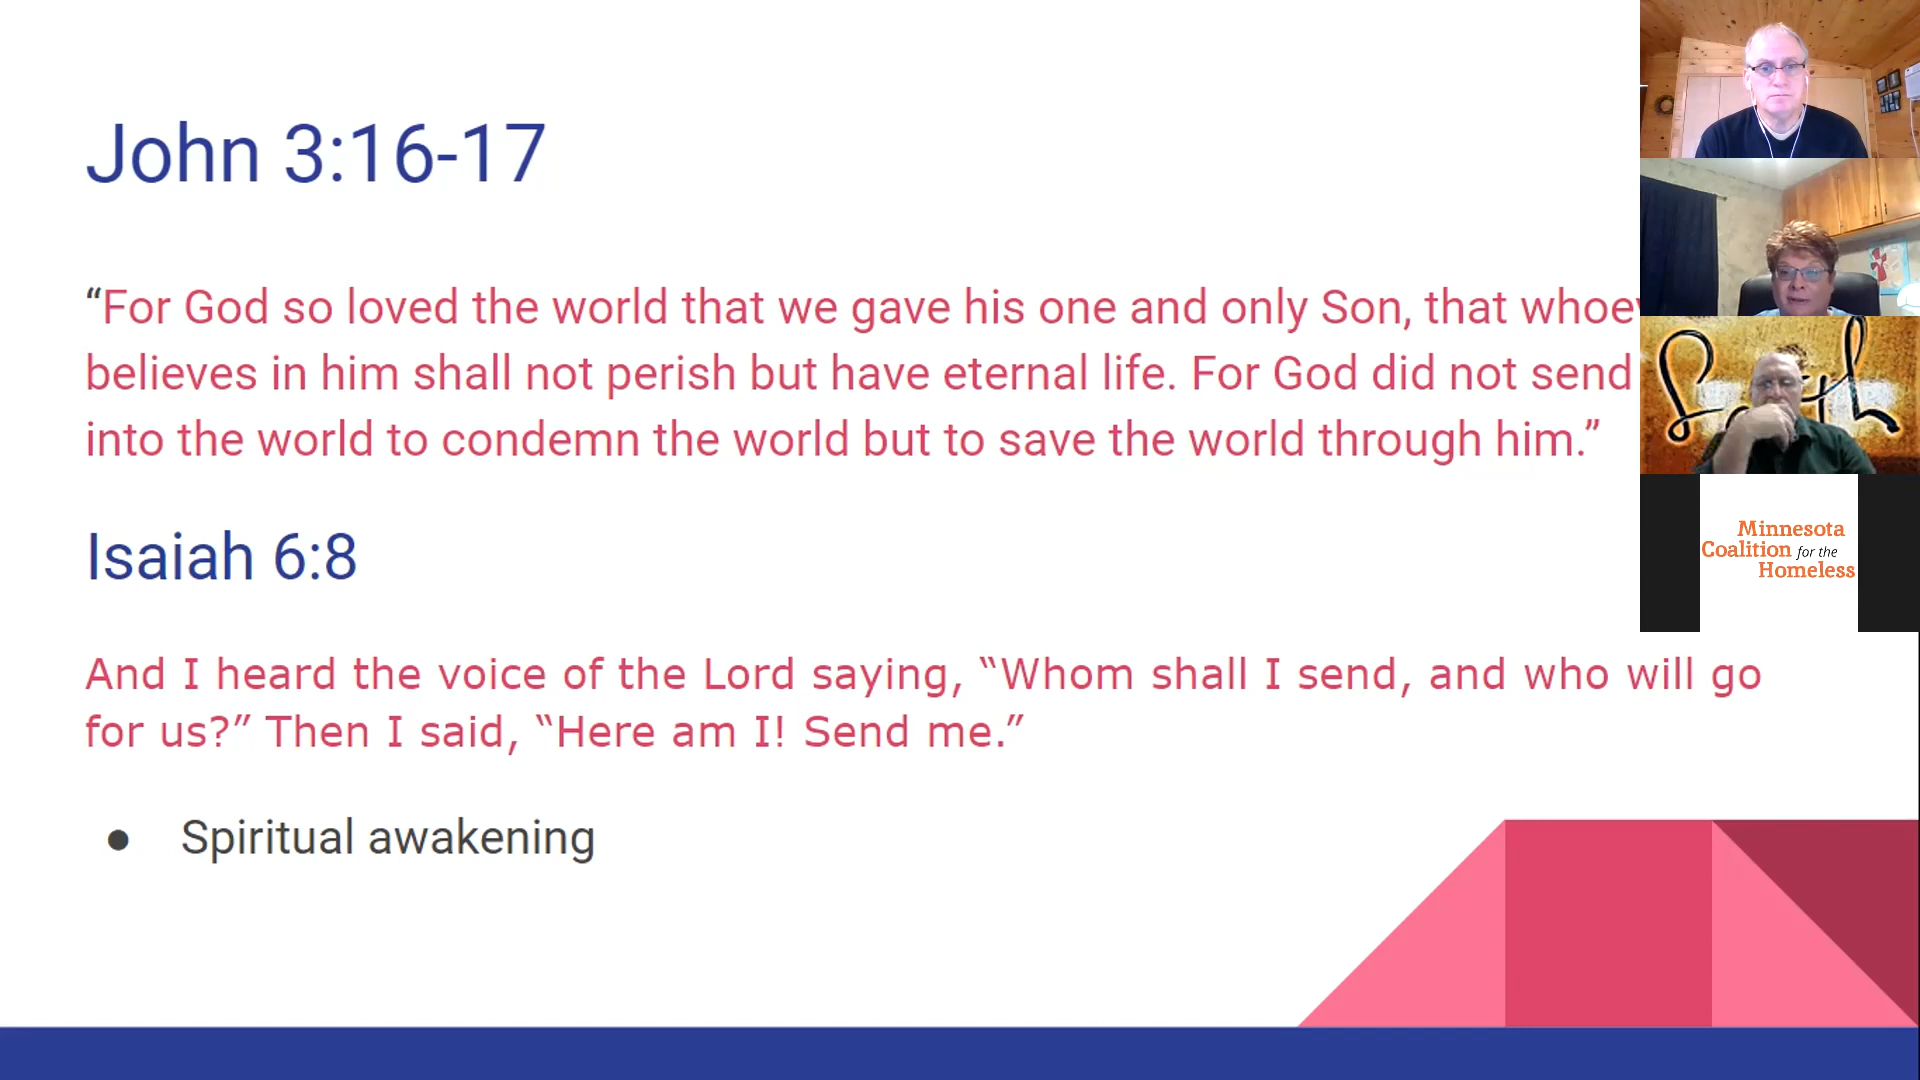 John 3:16-17
“For God so loved the world that we gave his one and only Son, that
believes in him shall not perish but have eternal life. For God did not send
into the world to condemn the world but to save the world through him.”
Isaiah 6:8
And I heard the voice of the Lord saying, “Whom shall I send, and who will go
for us?” Then I said, “Here am I! Send me.”
● Spiritual awakening
Minnesota
Coalition for the
Homeless